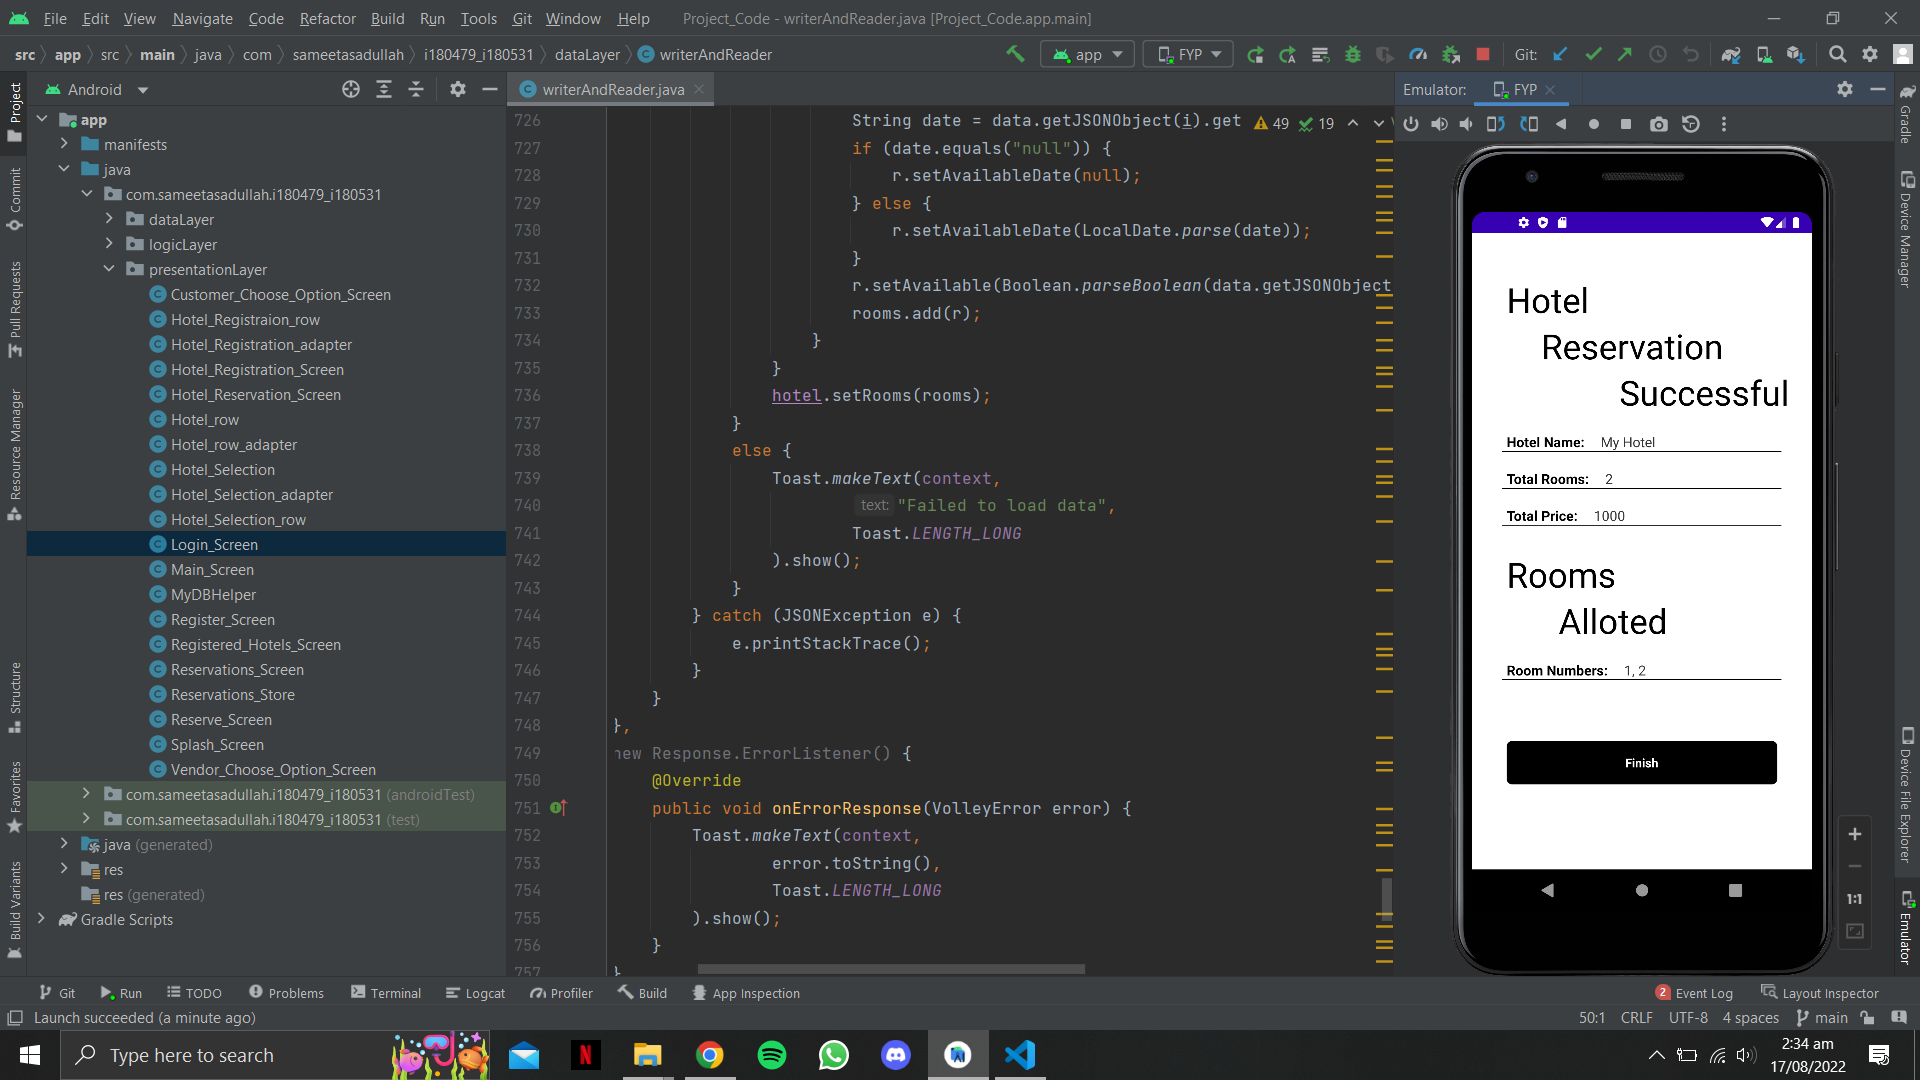 File Edit View Navigate Code Refactor Build Run Tools Git Window Help Project_Code - writerAndReader.java [Project_Code.app.main]
src app src main java com sameetasadullah i180479_i180531 dataLayer writerAndReader app FYP Git:
Project
Commit
Pull Requests
Resource Manager
Structure
Favorites
Build Variants
Android
app
manifests
java
com.sameetasadullah.i180479_i180531
dataLayer
logicLayer
presentationLayer
Customer_Choose_Option_Screen
Hotel_Registraion_row
Hotel_Registration_adapter
Hotel_Registration_Screen
Hotel_Reservation_Screen
Hotel_row
Hotel_row_adapter
Hotel_Selection
Hotel_Selection_adapter
Hotel_Selection_row
Login_Screen
Main_Screen
MyDBHelper
Register_Screen
Registered_Hotels_Screen
Reservations_Screen
Reservations_Store
Reserve_Screen
Splash_Screen
Vendor_Choose_Option_Screen
com.sameetasadullah.i180479_i180531 (androidTest)
com.sameetasadullah.i180479_i180531 (test)
java (generated)
res
res (generated)
Gradle Scripts
writerAndReader.java
49 19
726 String date = data.getJSONObject(i).get
727 if (date.equals("null")) {
728 r.setAvailableDate(null);
729 } else {
730 r.setAvailableDate(LocalDate.parse(date));
731 }
732 r.setAvailable(Boolean.parseBoolean(data.getJSONObject
733 rooms.add(r);
734 }
735 }
736 hotel.setRooms(rooms);
737 }
738 else {
739 Toast.makeText(context,
740 text: "Failed to load data",
741 Toast.LENGTH_LONG
742 ).show();
743 }
744 } catch (JSONException e) {
745 e.printStackTrace();
746 }
747 }
748 },
749 new Response.ErrorListener() {
750 @Override
751 public void onErrorResponse(VolleyError error) {
752 Toast.makeText(context,
753 error.toString(),
754 Toast.LENGTH_LONG
755 ).show();
756 }
757 }
Emulator: FYP
Hotel
Reservation
Successful
Hotel Name: My Hotel
Total Rooms: 2
Total Price: 1000
Rooms
Alloted
Room Numbers: 1, 2
Finish
1:1
Gradle
Device Manager
Device File Explorer
Emulator
Git Run TODO Problems Terminal Logcat Profiler Build App Inspection 2 Event Log Layout Inspector
Launch succeeded (a minute ago) 50:1 CRLF UTF-8 4 spaces main
Type here to search
2:34 am
17/08/2022